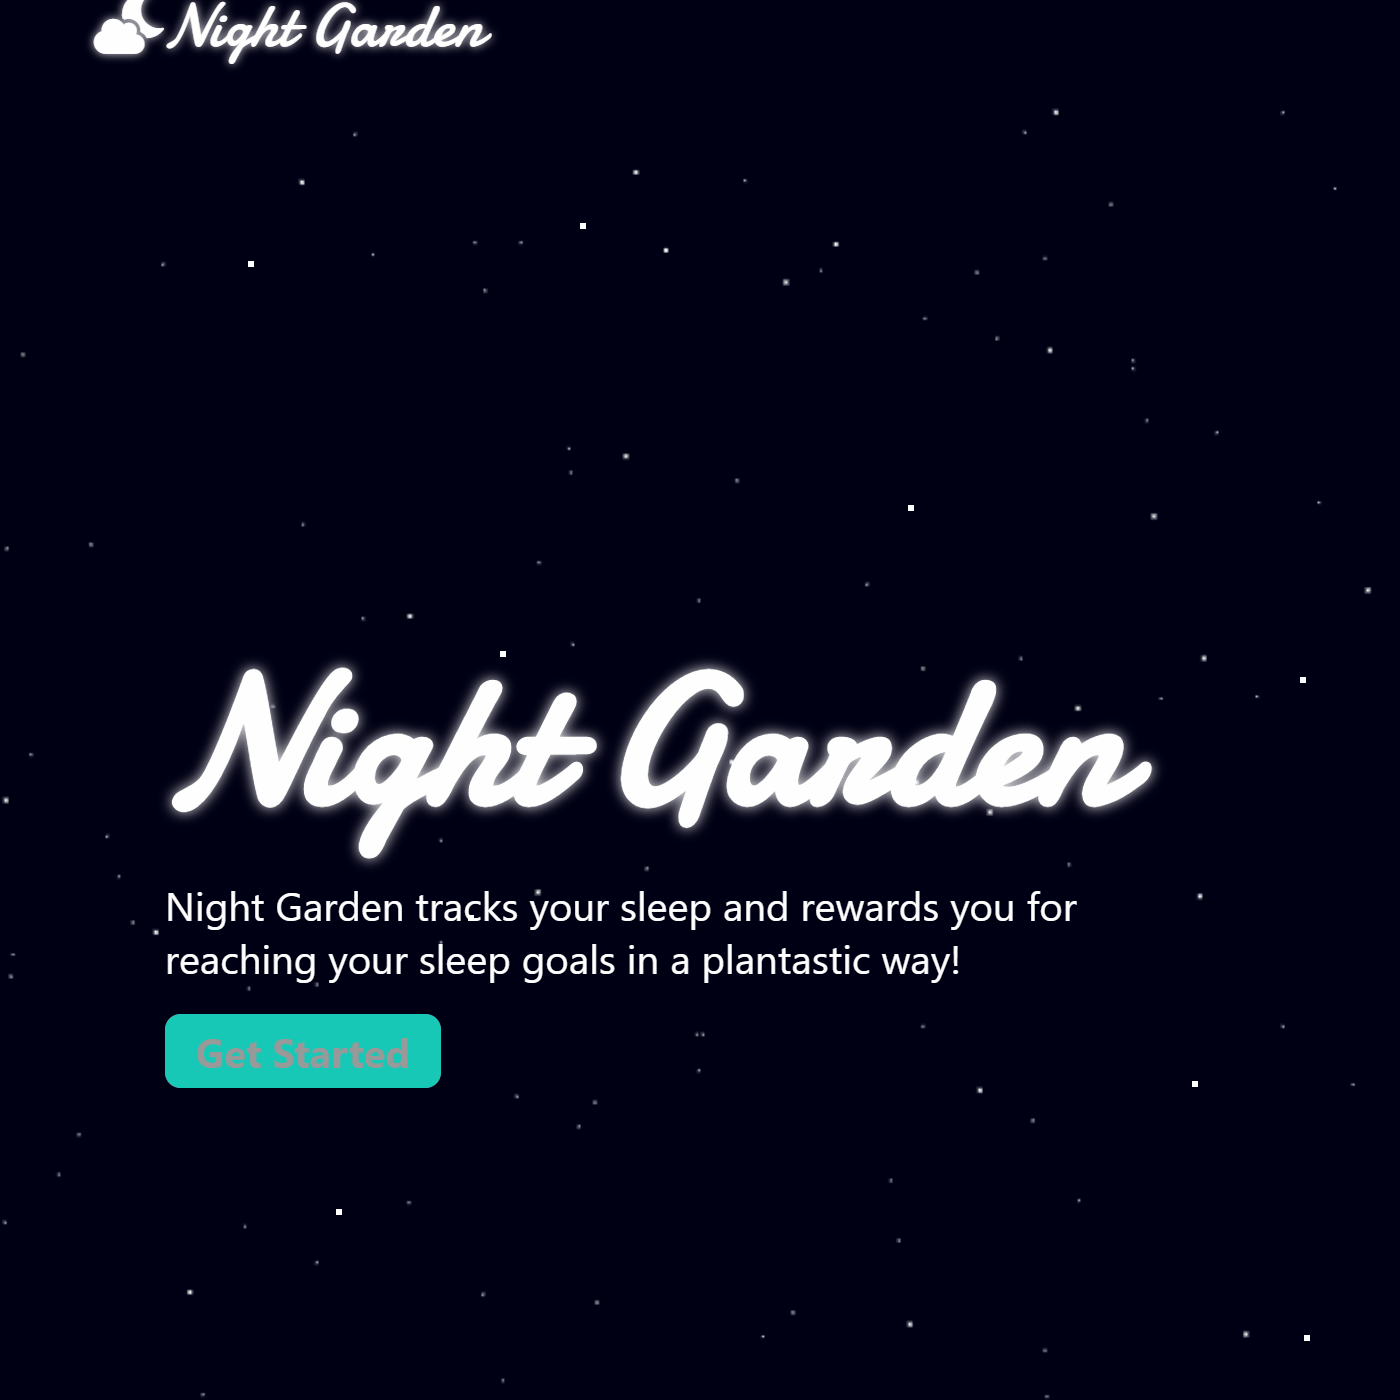 Night Garden
Night Garden
Night Garden tracks your sleep and rewards you for
reaching your sleep goals in a plantastic way!
Get Started